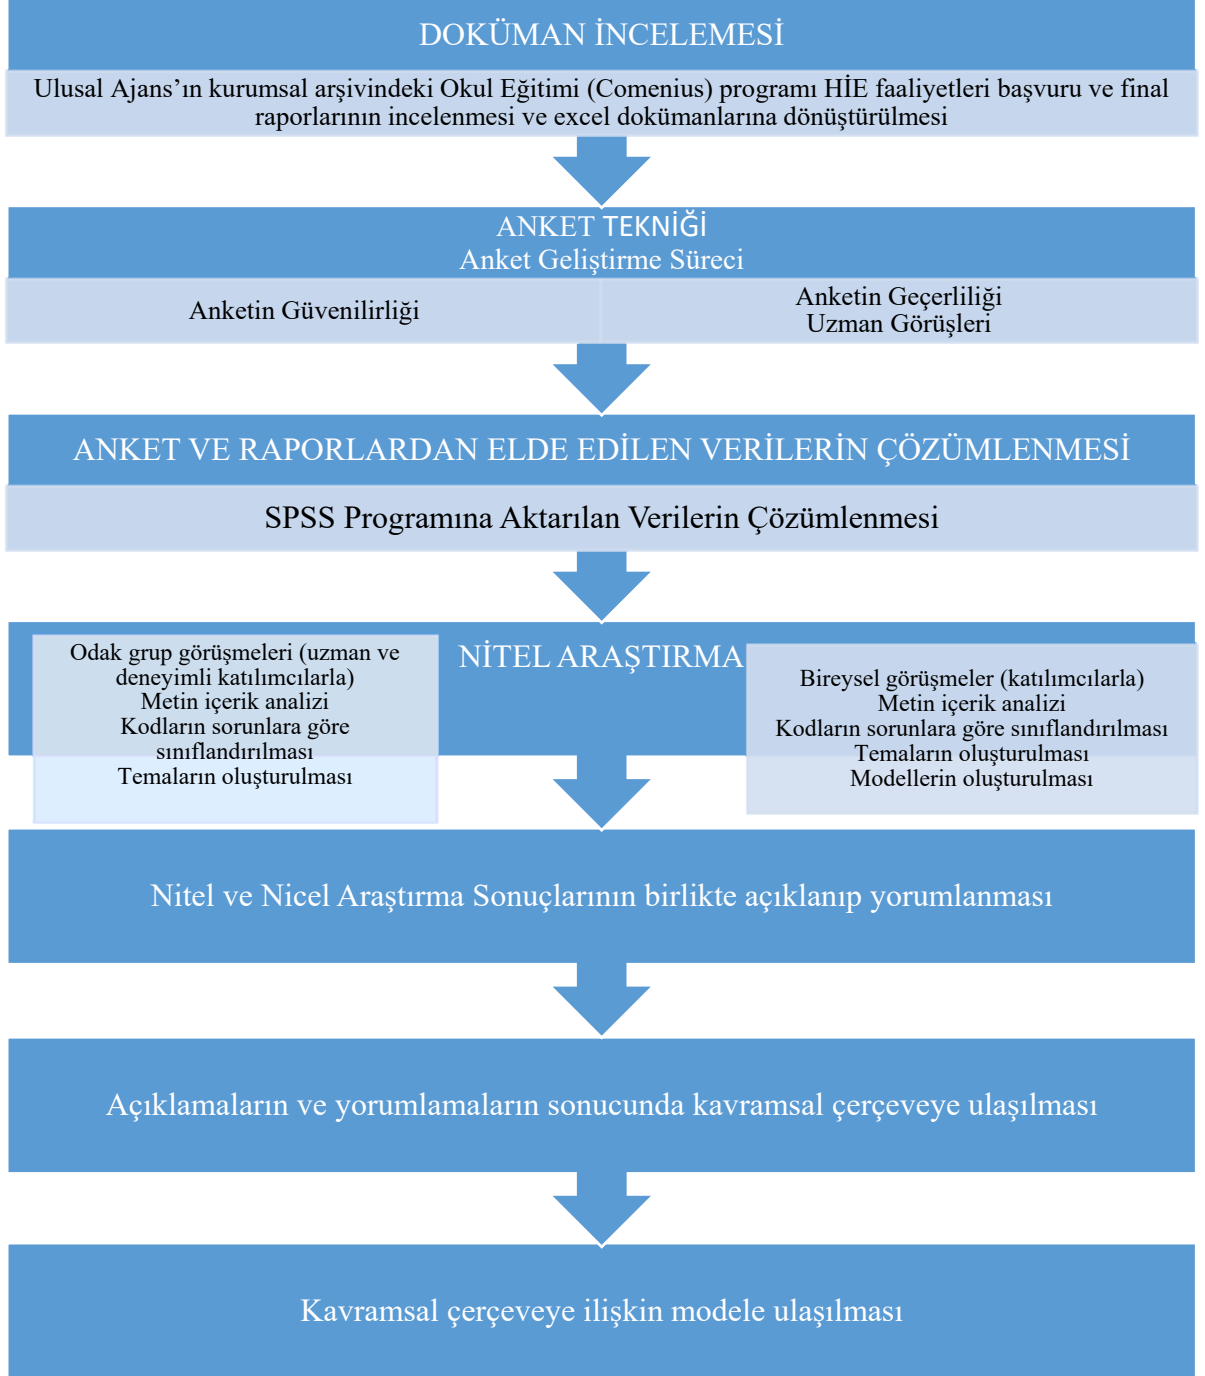 DOKÜMAN İNCELEMESİ
Ulusal Ajans’ın kurumsal arşivindeki Okul Eğitimi (Comenius) programı HİE faaliyetleri başvuru ve final
raporlarının incelenmesi ve excel dokümanlarına dönüştürülmesi
ANKET TEKNİĞİ
Anket Geliştirme Süreci
Anketin Güvenilirliği
Anketin Geçerliliği
Uzman Görüşleri
ANKET VE RAPORLARDAN ELDE EDİLEN VERİLERİN ÇÖZÜMLENMESİ
SPSS Programına Aktarılan Verilerin Çözümlenmesi
NİTEL ARAŞTIRMA
Odak grup görüşmeleri (uzman ve
deneyimli katılımcılarla)
Metin içerik analizi
Kodların sorunlara göre
sınıflandırılması
Temaların oluşturulması
Bireysel görüşmeler (katılımcılarla)
Metin içerik analizi
Kodların sorunlara göre sınıflandırılması
Temaların oluşturulması
Modellerin oluşturulması
Nitel ve Nicel Araştırma Sonuçlarının birlikte açıklanıp yorumlanması
Açıklamaların ve yorumlamaların sonucunda kavramsal çerçeveye ulaşılması
Kavramsal çerçeveye ilişkin modele ulaşılması